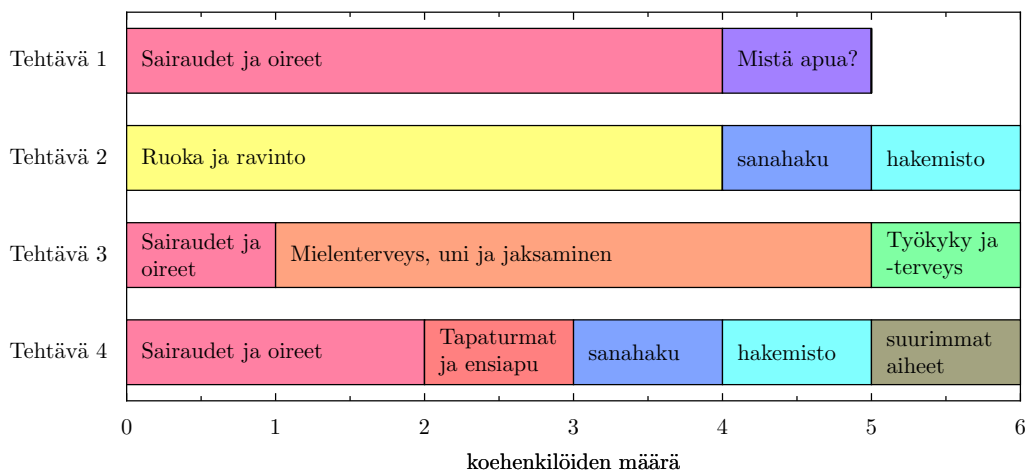 Tehtävä 1
Sairaudet ja oireet
Mistä apua?
Tehtävä 2
Ruoka ja ravinto
sanahaku
hakemisto
Tehtävä 3
Sairaudet ja
oireet
Mielenterveys, uni ja jaksaminen
Työkyky ja
-terveys
Tehtävä 4
Sairaudet ja oireet
Tapaturmat
ja ensiapu
sanahaku
hakemisto
suurimmat
aiheet
0 1 2 3 4 5 6
koehenkilöiden määrä